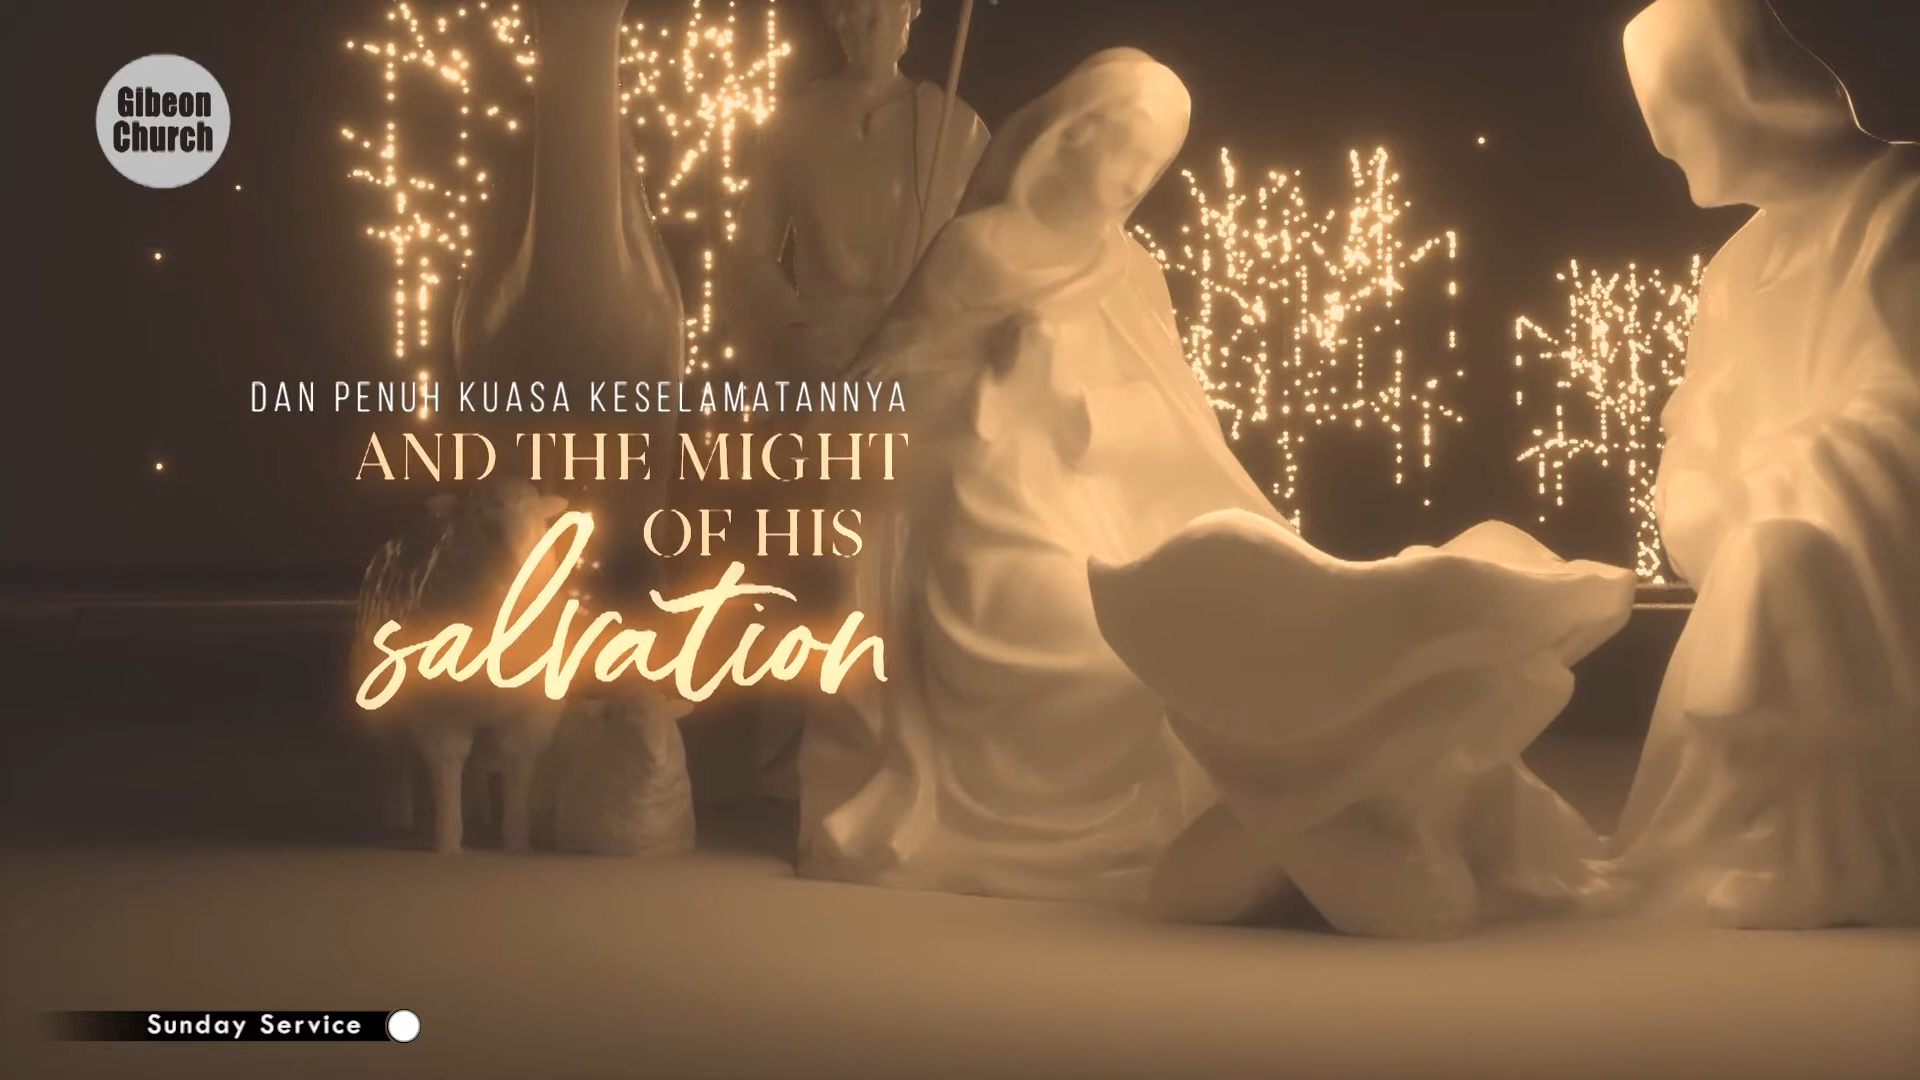 Gibeon
Church
DAN PENUH KUASA KESELAMATANNYA
AND THE MIGHT
OF HIS
salvation
Sunday Service